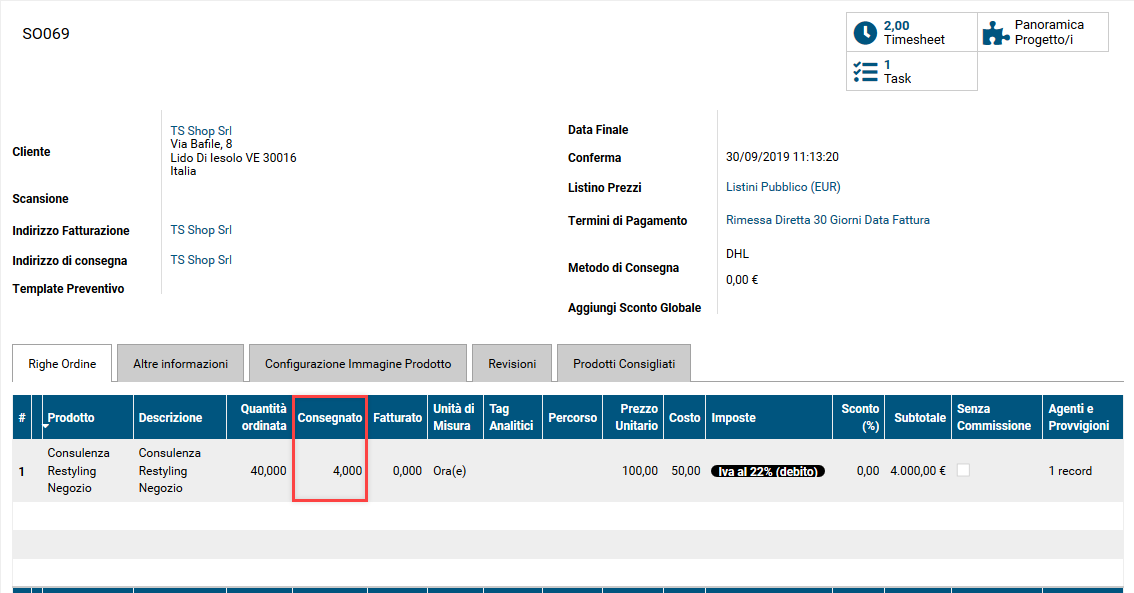 SO069
2,00
Timesheet
Panoramica
Progetto/i
1
Task
Cliente
TS Shop Srl
Via Bafile, 8
Lido Di Iesolo VE 30016
Italia
Scansione
Indirizzo Fatturazione
TS Shop Srl
Indirizzo di consegna
TS Shop Srl
Template Preventivo
Data Finale
Conferma
30/09/2019 11:13:20
Listino Prezzi
Listini Pubblico (EUR)
Termini di Pagamento
Rimessa Diretta 30 Giorni Data Fattura
Metodo di Consegna
DHL
0,00 €
Aggiungi Sconto Globale
Righe Ordine
Altre informazioni
Configurazione Immagine Prodotto
Revisioni
Prodotti Consigliati
#
Prodotto
Descrizione
Quantità
ordinata
Consegnato
Fatturato
Unità di
Misura
Tag
Analitici
Percorso
Prezzo
Unitario
Costo
Imposte
Sconto
(%)
Subtotale
Senza
Commissione
Agenti e
Provvigioni
1
Consulenza
Restyling
Negozio
Consulenza
Restyling
Negozio
40,000
4,000
0,000
Ora(e)
100,00
50,00
Iva al 22% (debito)
0,00
4.000,00 €
1 record